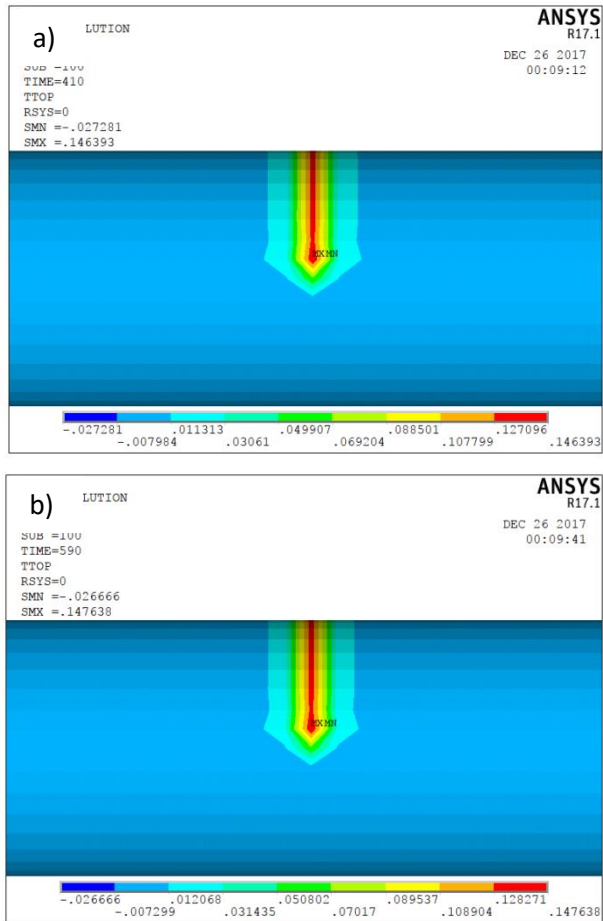 a)
LUTION
ANSYS
R17.1
DEC 26 2017
00:09:12
SUB =100
TIME=410
TTOP
RSYS=0
SMN =-.027281
SMX =.146393
MXMN
-.027281 .011313 .049907 .088501 .127096
-.007984 .03061 .069204 .107799 .146393
b)
LUTION
ANSYS
R17.1
DEC 26 2017
00:09:41
SUB =100
TIME=590
TTOP
RSYS=0
SMN =-.026666
SMX =.147638
MXMN
-.026666 .012068 .050802 .089537 .128271
-.007299 .031435 .07017 .108904 .147638